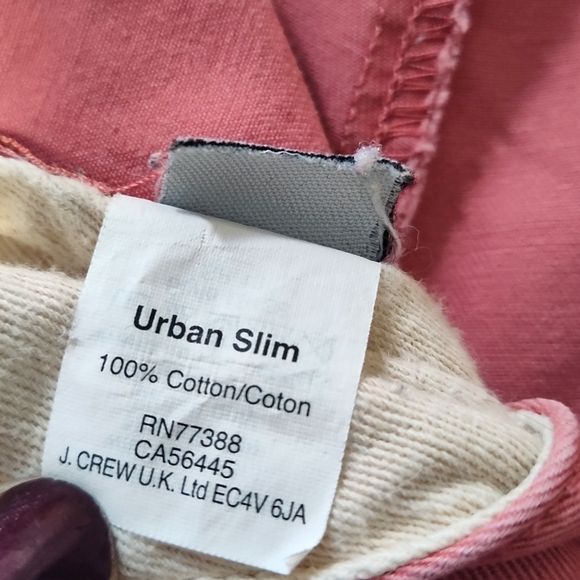 Urban Slim
100% Cotton/Coton
RN77388
CA56445
J. CREW U.K. Ltd EC4V 6JA